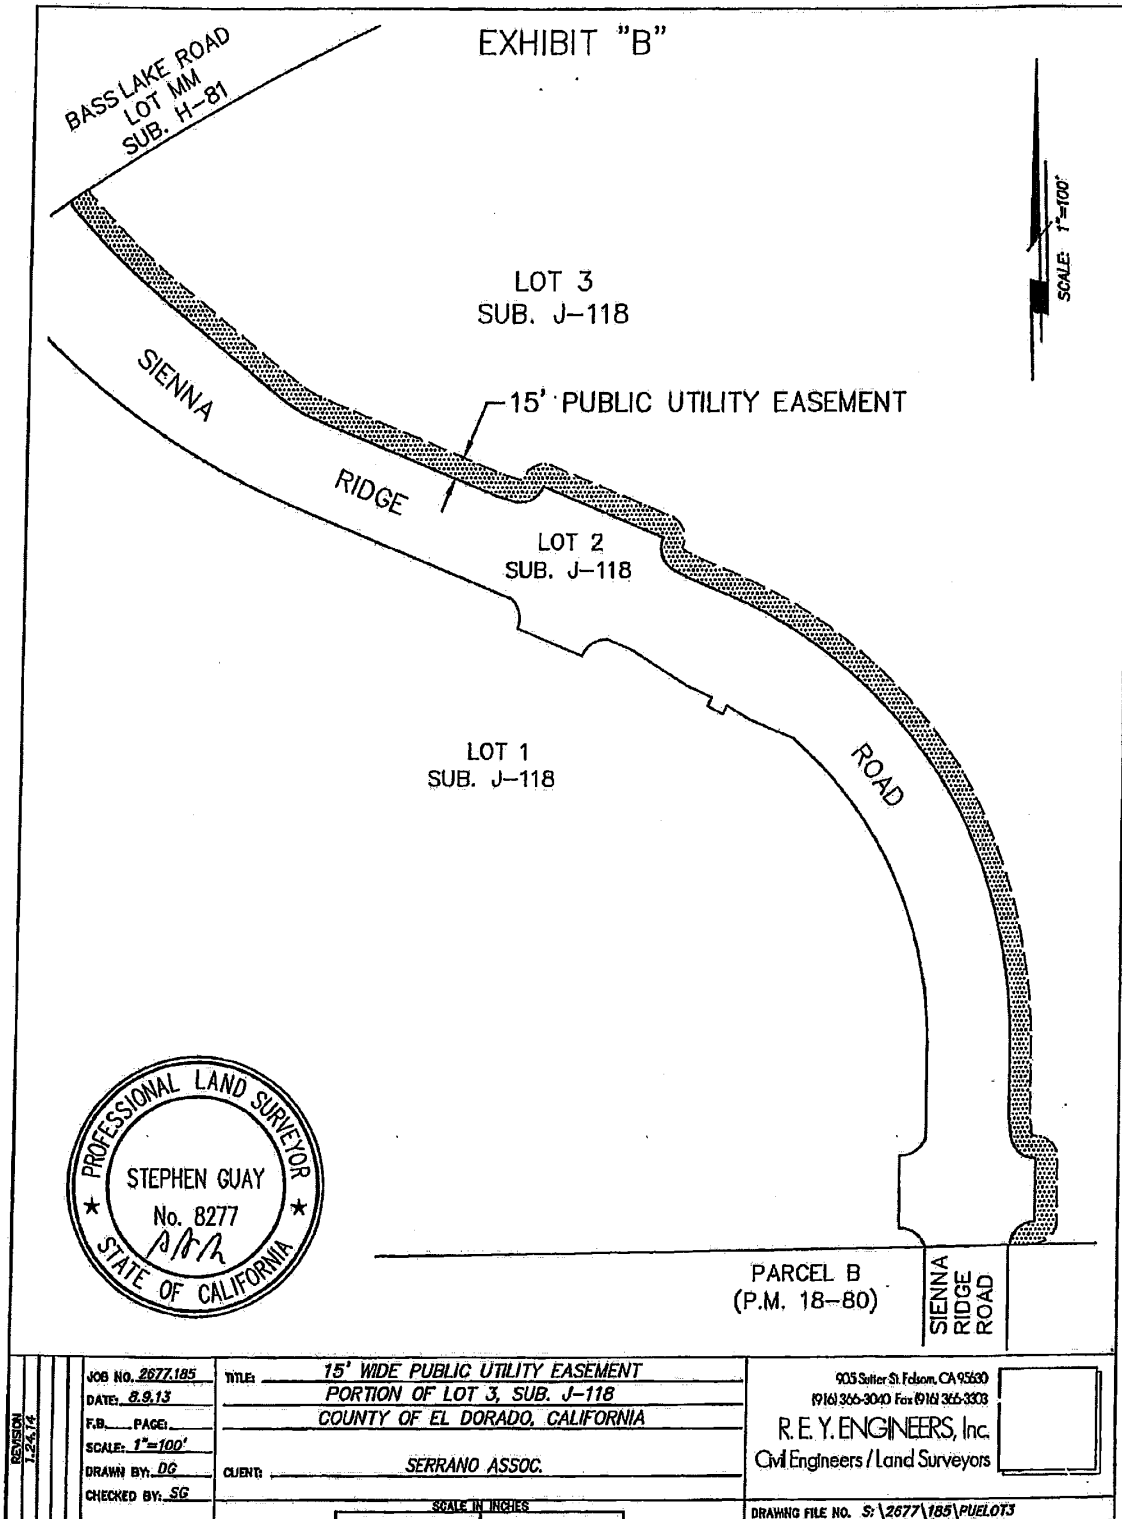 EXHIBIT "B"
BASS LAKE ROAD
LOT MM
SUB. H-81
SCALE: 1"=100'
LOT 3
SUB. J-118
15' PUBLIC UTILITY EASEMENT
SIENNA
RIDGE
LOT 2
SUB. J-118
LOT 1
SUB. J-118
ROAD
PROFESSIONAL LAND SURVEYOR
STEPHEN GUAY
No. 8277
STATE OF CALIFORNIA
PARCEL B
(P.M. 18-80)
SIENNA
RIDGE
ROAD
REVISION
1.24.14
JOB NO. 2677.185
DATE: 8.9.13
F.B. PAGE:
SCALE: 1"=100'
DRAWN BY: DG
CHECKED BY: SG
TITLE: 15' WIDE PUBLIC UTILITY EASEMENT
PORTION OF LOT 3, SUB. J-118
COUNTY OF EL DORADO, CALIFORNIA
CLIENT: SERRANO ASSOC.
SCALE IN INCHES
905 Sutter St. Folsom, CA 95630
(916) 366-3040 Fax (916) 366-3303
R. E. Y. ENGINEERS, Inc.
Civil Engineers / Land Surveyors
DRAWING FILE NO. S:\2677\185\PUELOT3